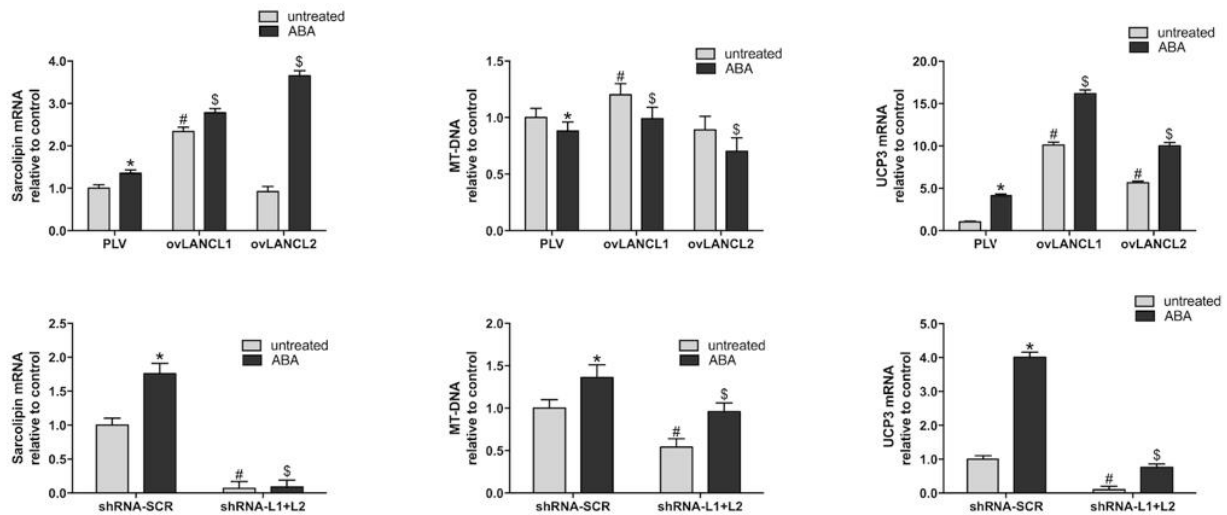 untreated
ABA
Sarcolipin mRNA
relative to control
4.0
3.0
2.0
1.0
0.0
*
#
$
$
PLV
ovLANCL1
ovLANCL2
untreated
ABA
MT-DNA
relative to control
1.5
1.0
0.5
0.0
*
#
$
$
PLV
ovLANCL1
ovLANCL2
untreated
ABA
UCP3 mRNA
relative to control
20.0
15.0
10.0
5.0
0.0
*
#
$
#
$
PLV
ovLANCL1
ovLANCL2
untreated
ABA
Sarcolipin mRNA
relative to control
2.5
2.0
1.5
1.0
0.5
0.0
*
#
$
shRNA-SCR
shRNA-L1+L2
untreated
ABA
MT-DNA
relative to control
2.0
1.5
1.0
0.5
0.0
*
#
$
shRNA-SCR
shRNA-L1+L2
untreated
ABA
UCP3 mRNA
relative to control
5.0
4.0
3.0
2.0
1.0
0.0
*
#
$
shRNA-SCR
shRNA-L1+L2